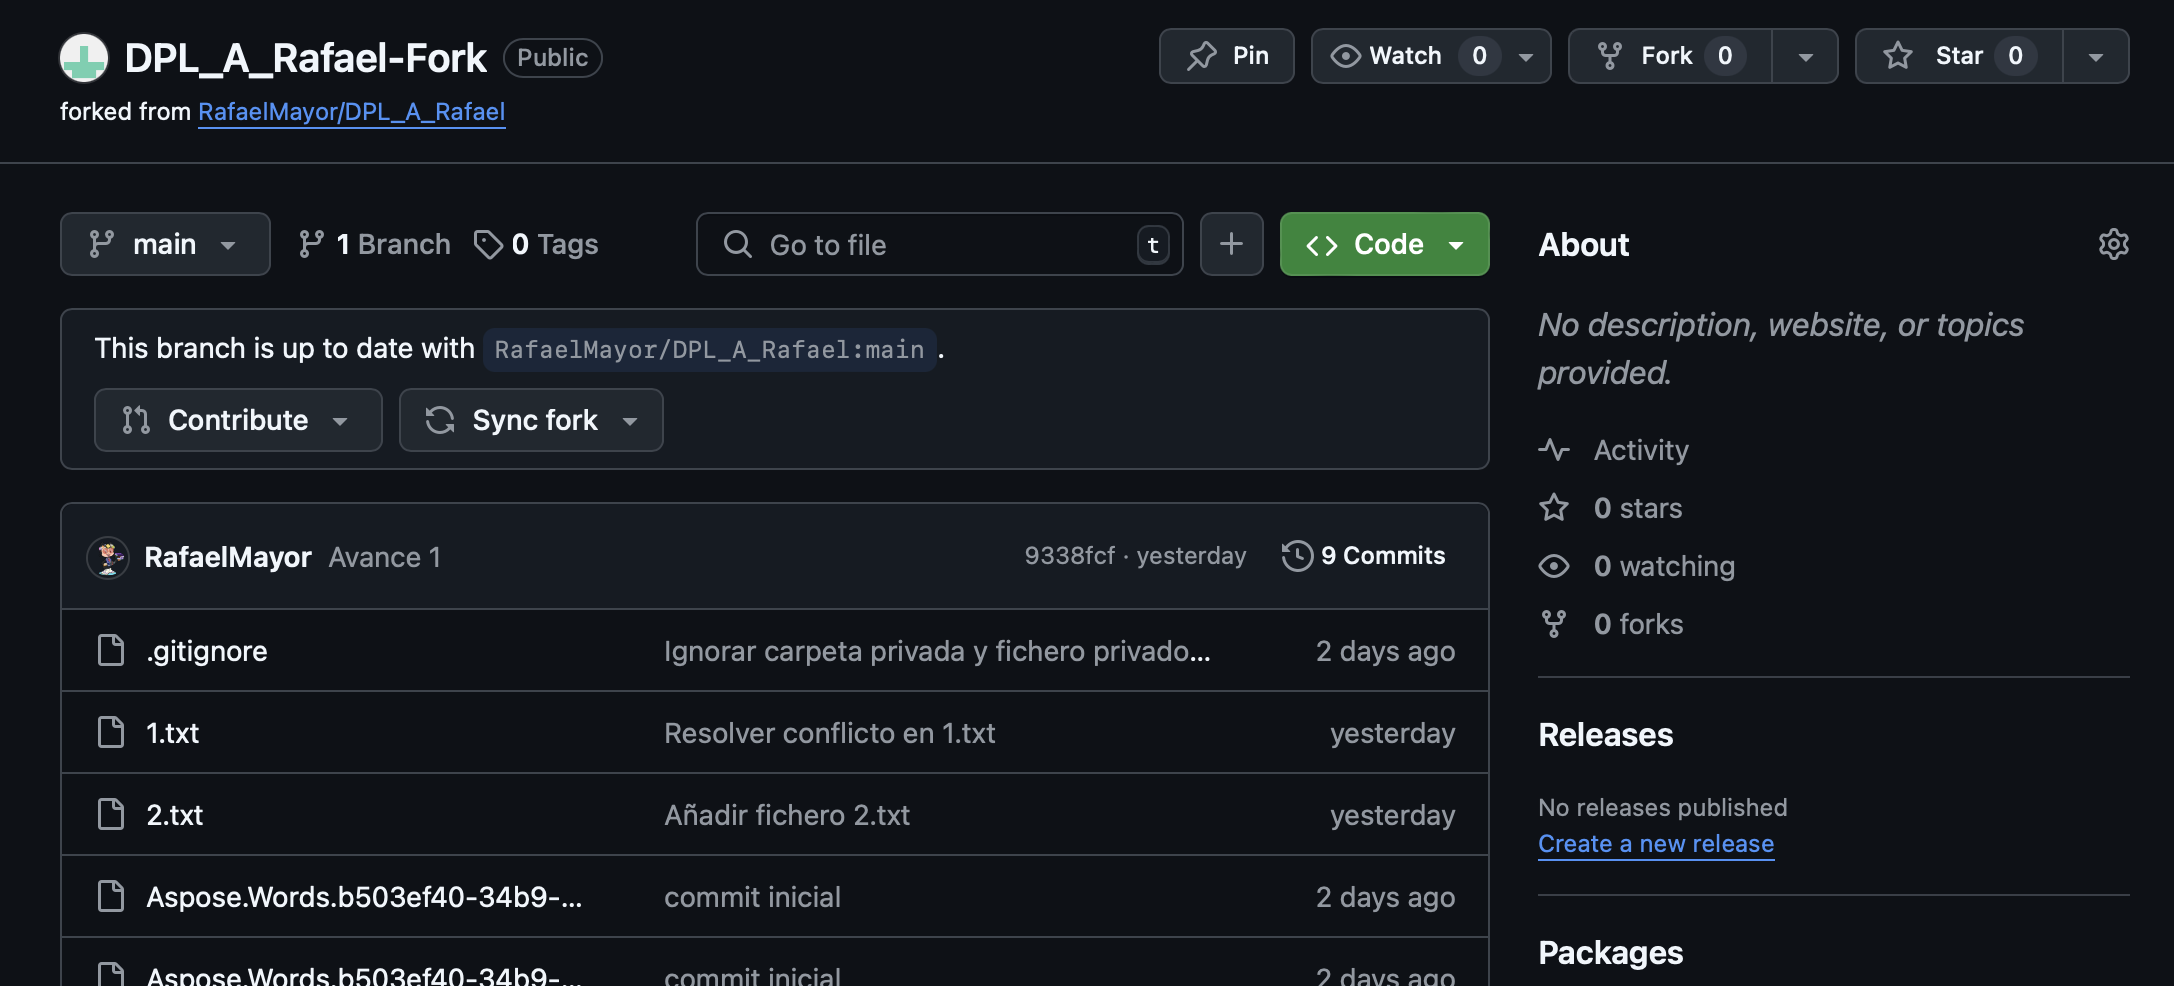 DPL_A_Rafael-Fork Public
Pin
Watch 0
Fork 0
Star 0
forked from RafaelMayor/DPL_A_Rafael
main
1 Branch
0 Tags
Go to file t
Code
This branch is up to date with RafaelMayor/DPL_A_Rafael:main.
Contribute
Sync fork
RafaelMayor Avance 1 9338fcf · yesterday 9 Commits
.gitignore Ignorar carpeta privada y fichero privado... 2 days ago
1.txt Resolver conflicto en 1.txt yesterday
2.txt Añadir fichero 2.txt yesterday
Aspose.Words.b503ef40-34b9-... commit inicial 2 days ago
Aspose.Words.b503ef40-34b9-... commit inicial 2 days ago
About
No description, website, or topics
provided.
Activity
0 stars
0 watching
0 forks
Releases
No releases published
Create a new release
Packages